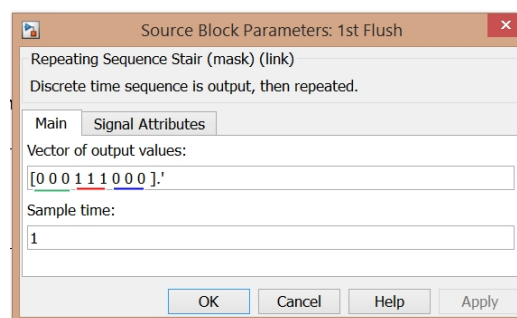 Source Block Parameters: 1st Flush
Repeating Sequence Stair (mask) (link)
Discrete time sequence is output, then repeated.
Main Signal Attributes
Vector of output values:
[0 0 0 1 1 1 0 0 0 ].'
Sample time:
1
OK Cancel Help Apply